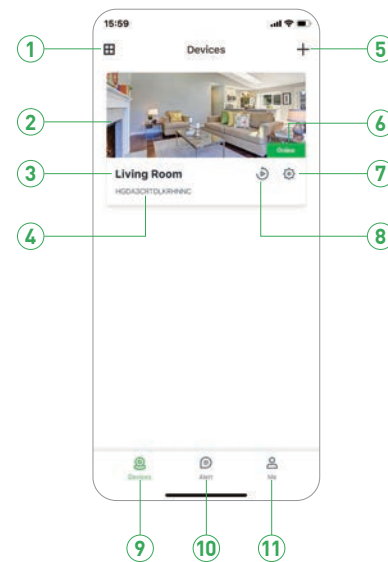 15:59
1 Devices 5
2 6
Online
3 Living Room 7
HGDA3CRTDLKRHNNC
4 8
Devices Alert Me
9 10 11